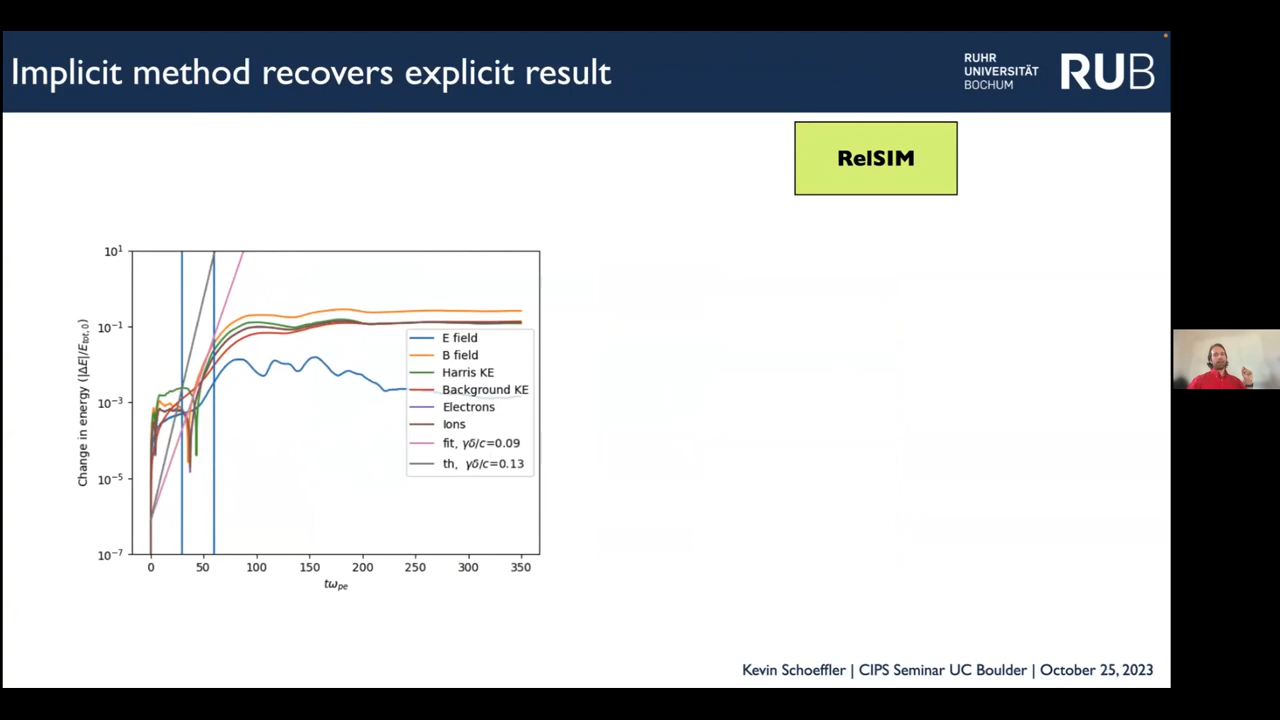 Implicit method recovers explicit result
RUHR
UNIVERSITÄT
BOCHUM
RUB
RelSIM
10¹
10⁻¹
10⁻³
10⁻⁵
10⁻⁷
Change in energy (|ΔE|/E_tot,0)
E field
B field
Harris KE
Background KE
Electrons
Ions
fit, γδ/c=0.09
th, γδ/c=0.13
0 50 100 150 200 250 300 350
tω_pe
Kevin Schoeffler | CIPS Seminar UC Boulder | October 25, 2023